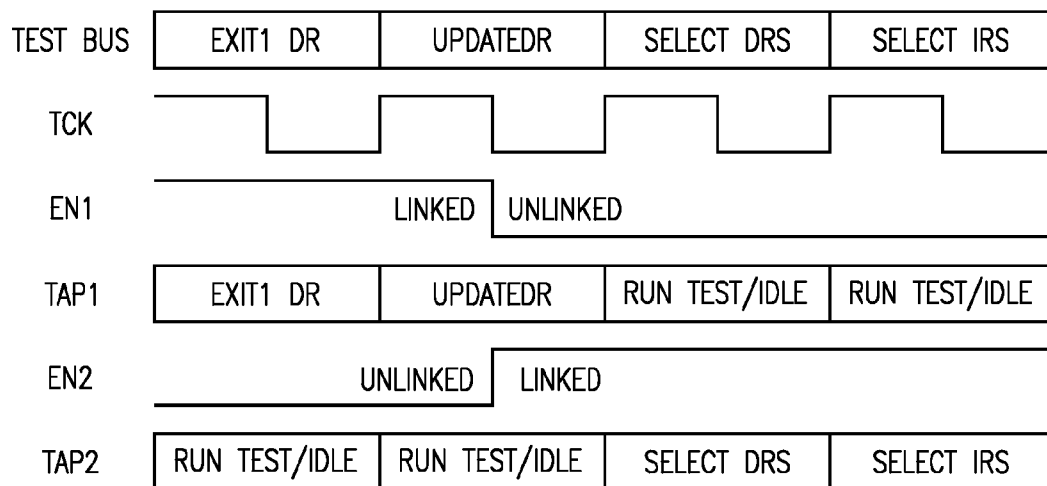 TEST BUS EXIT1 DR UPDATEDR SELECT DRS SELECT IRS
TCK
EN1 LINKED UNLINKED
TAP1 EXIT1 DR UPDATEDR RUN TEST/IDLE RUN TEST/IDLE
EN2 UNLINKED LINKED
TAP2 RUN TEST/IDLE RUN TEST/IDLE SELECT DRS SELECT IRS